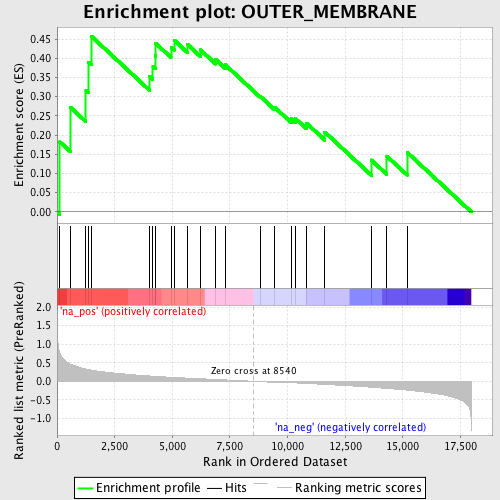 Enrichment plot: OUTER_MEMBRANE
Enrichment score (ES)
0.45
0.40
0.35
0.30
0.25
0.20
0.15
0.10
0.05
0.00
Ranked list metric (PreRanked)
2.0
1.5
1.0
0.5
0.0
-0.5
-1.0
'na_pos' (positively correlated)
Zero cross at 8540
'na_neg' (negatively correlated)
0 2,500 5,000 7,500 10,000 12,500 15,000 17,500
Rank in Ordered Dataset
Enrichment profile Hits Ranking metric scores